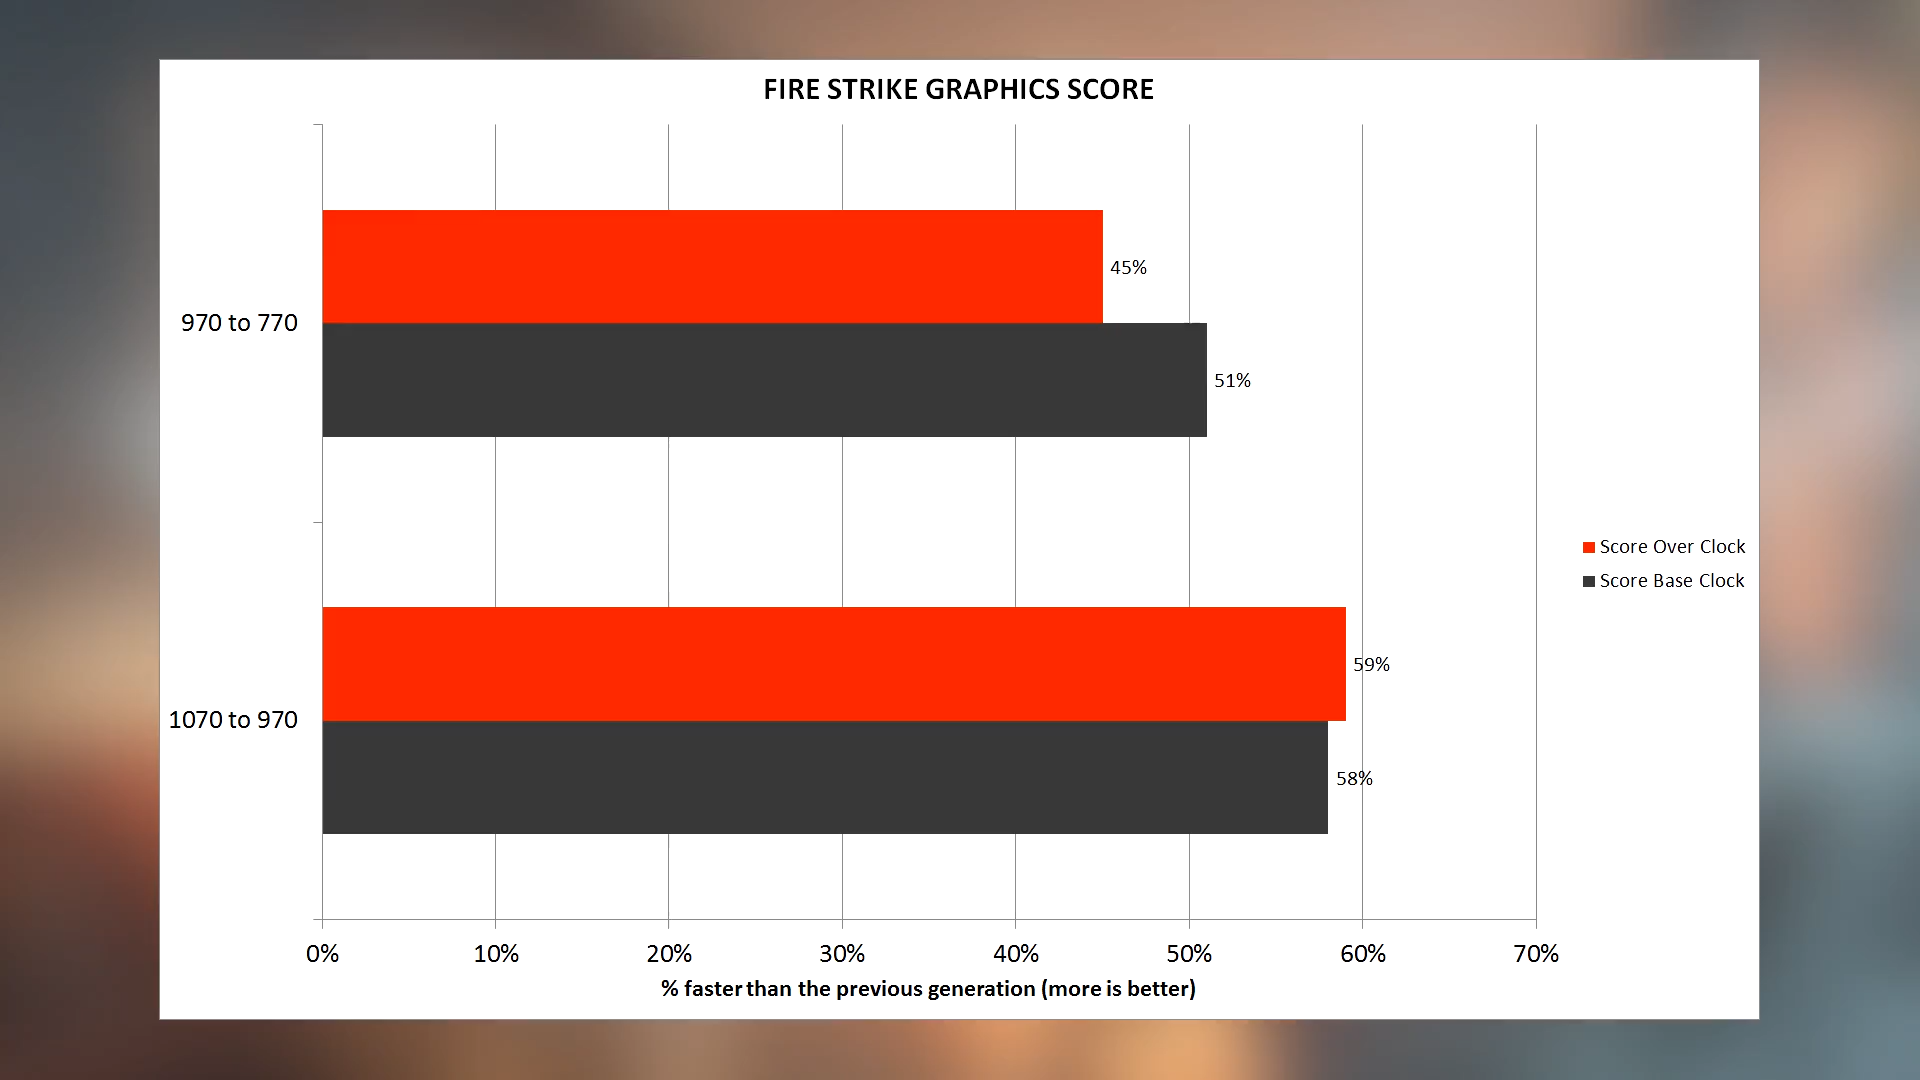 FIRE STRIKE GRAPHICS SCORE
45%
970 to 770
51%
Score Over Clock
Score Base Clock
59%
1070 to 970
58%
0% 10% 20% 30% 40% 50% 60% 70%
% faster than the previous generation (more is better)